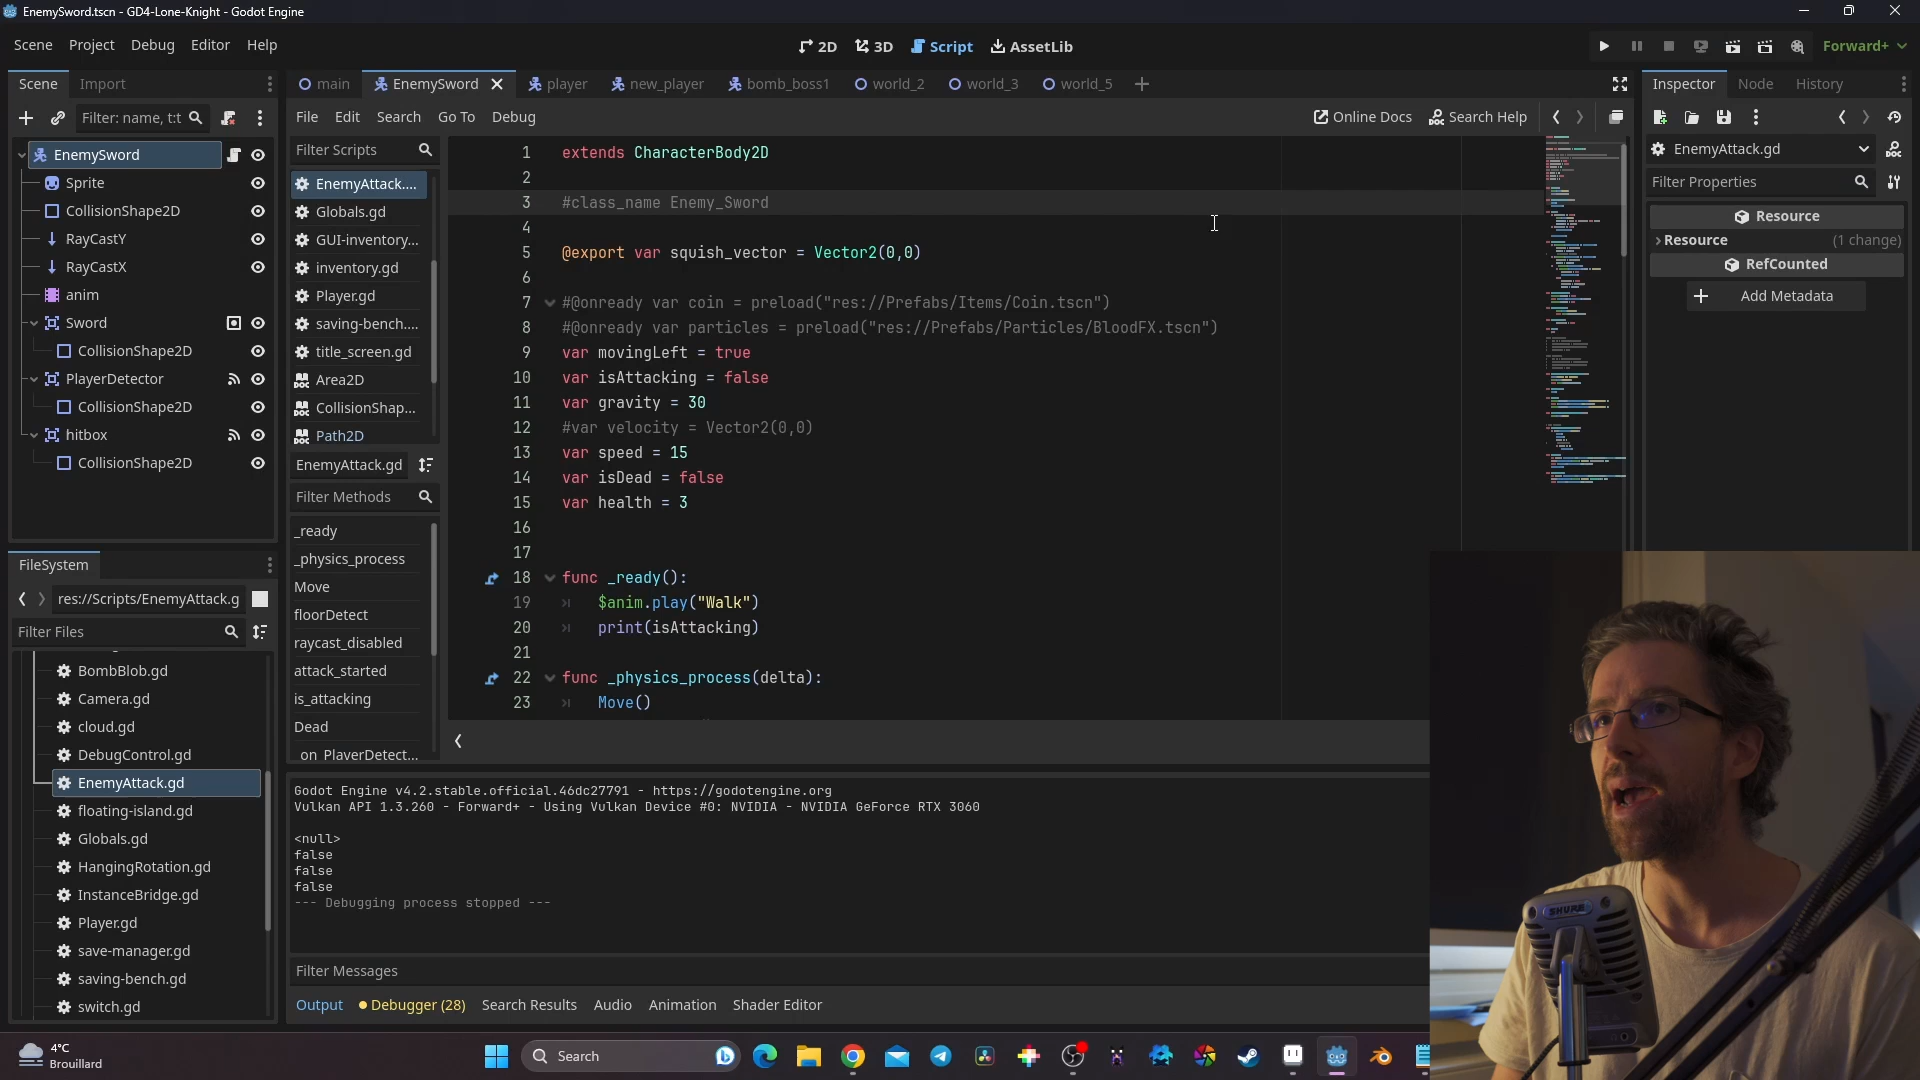 EnemySword.tscn - GD4-Lone-Knight - Godot Engine
Scene Project Debug Editor Help
2D 3D Script AssetLib
Forward+
Scene Import
Filter: name, t:t
EnemySword
Sprite
CollisionShape2D
RayCastY
RayCastX
anim
Sword
CollisionShape2D
PlayerDetector
CollisionShape2D
hitbox
CollisionShape2D
FileSystem
res://Scripts/EnemyAttack.g
Filter Files
BombBlob.gd
Camera.gd
cloud.gd
DebugControl.gd
EnemyAttack.gd
floating-island.gd
Globals.gd
HangingRotation.gd
InstanceBridge.gd
Player.gd
save-manager.gd
saving-bench.gd
switch.gd
main EnemySword player new_player bomb_boss1 world_2 world_3 world_5
File Edit Search Go To Debug
Online Docs Search Help
Filter Scripts
EnemyAttack....
Globals.gd
GUI-inventory...
inventory.gd
Player.gd
saving-bench....
title_screen.gd
Area2D
CollisionShap...
Path2D
EnemyAttack.gd
Filter Methods
_ready
_physics_process
Move
floorDetect
raycast_disabled
attack_started
is_attacking
Dead
_on_PlayerDetect...
1 extends CharacterBody2D
2
3 #class_name Enemy_Sword
4
5 @export var squish_vector = Vector2(0,0)
6
7 #@onready var coin = preload("res://Prefabs/Items/Coin.tscn")
8 #@onready var particles = preload("res://Prefabs/Particles/BloodFX.tscn")
9 var movingLeft = true
10 var isAttacking = false
11 var gravity = 30
12 #var velocity = Vector2(0,0)
13 var speed = 15
14 var isDead = false
15 var health = 3
16
17
18 func _ready():
19 $anim.play("Walk")
20 print(isAttacking)
21
22 func _physics_process(delta):
23 Move()
Godot Engine v4.2.stable.official.46dc27791 - https://godotengine.org
Vulkan API 1.3.260 - Forward+ - Using Vulkan Device #0: NVIDIA - NVIDIA GeForce RTX 3060
<null>
false
false
false
--- Debugging process stopped ---
Filter Messages
Output Debugger (28) Search Results Audio Animation Shader Editor
Inspector Node History
EnemyAttack.gd
Filter Properties
Resource
Resource (1 change)
RefCounted
Add Metadata
SHURE
4°C
Brouillard
Search